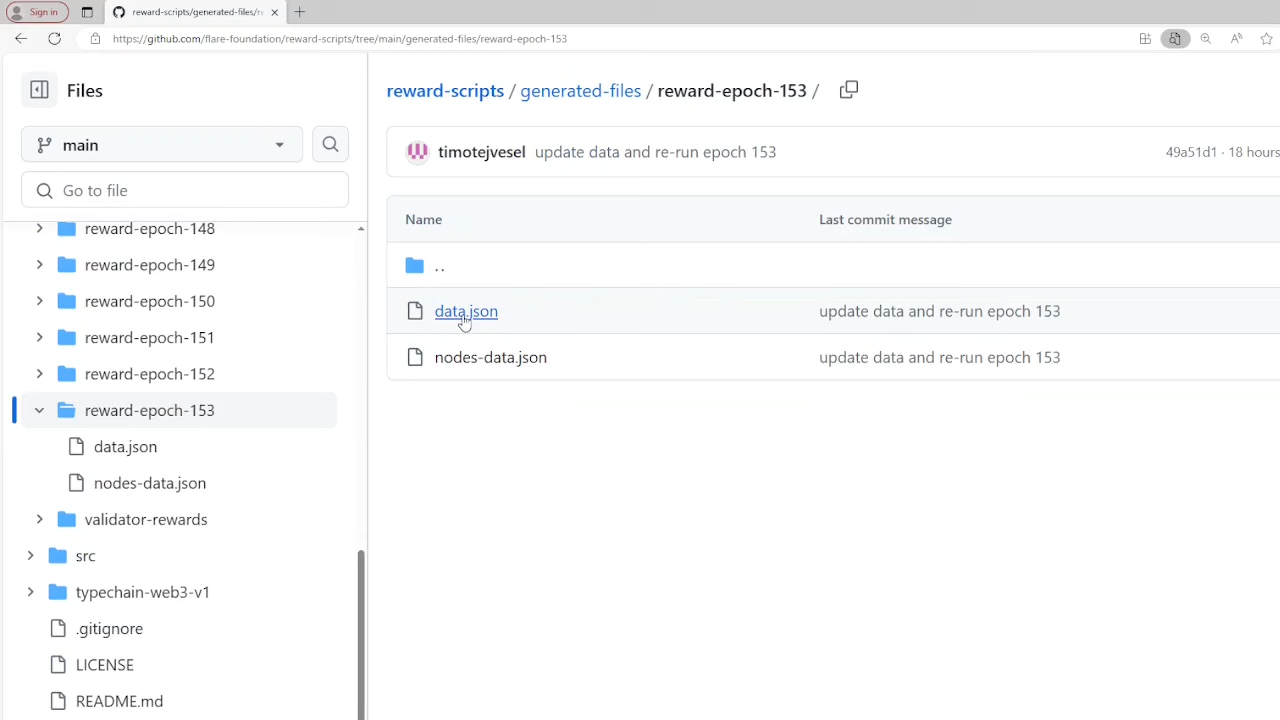 Sign in
reward-scripts/generated-files/re
https://github.com/flare-foundation/reward-scripts/tree/main/generated-files/reward-epoch-153
Files
main
Go to file
reward-epoch-148
reward-epoch-149
reward-epoch-150
reward-epoch-151
reward-epoch-152
reward-epoch-153
data.json
nodes-data.json
validator-rewards
src
typechain-web3-v1
.gitignore
LICENSE
README.md
reward-scripts / generated-files / reward-epoch-153 /
timotejvesel update data and re-run epoch 153 49a51d1 · 18 hours
Name Last commit message
..
data.json update data and re-run epoch 153
nodes-data.json update data and re-run epoch 153